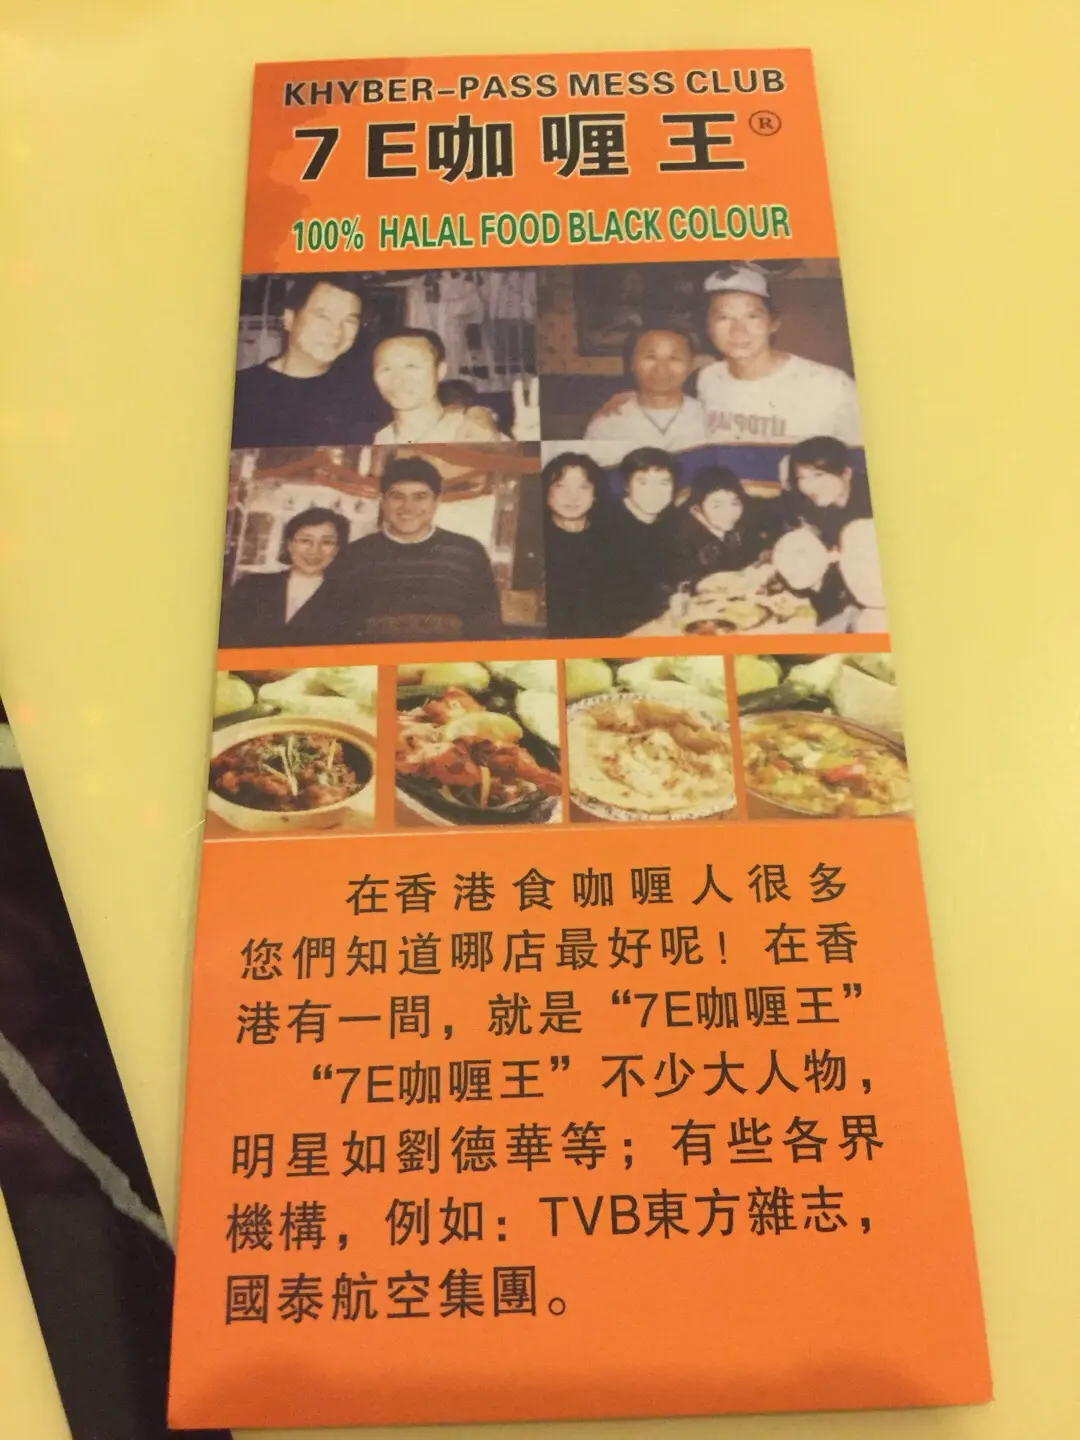 KHYBER-PASS MESS CLUB
7E咖喱王®
100% HALAL FOOD BLACK COLOUR
在香港食咖喱人很多
您們知道哪店最好呢！在香
港有一間，就是“7E咖喱王”
“7E咖喱王”不少大人物，
明星如劉德華等；有些各界
機構，例如：TVB東方雜志，
國泰航空集團。